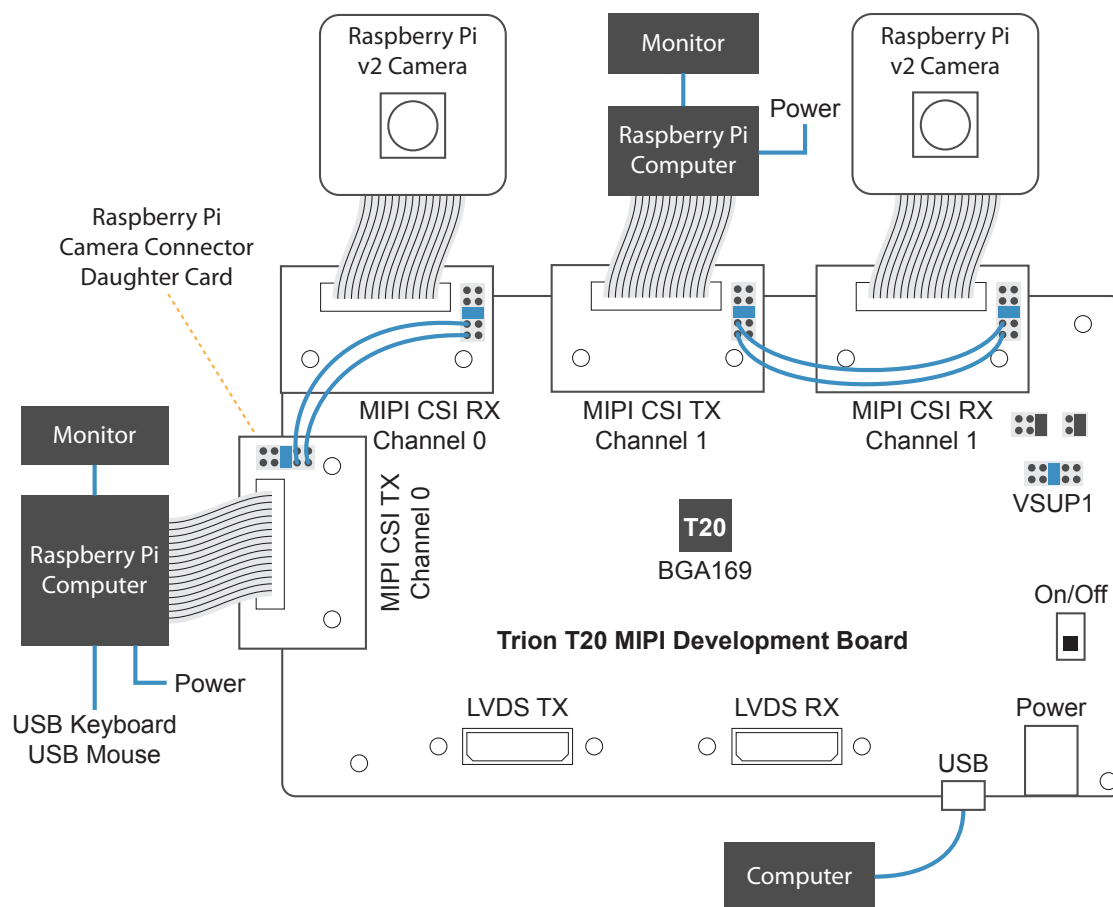 Raspberry Pi
v2 Camera
Monitor
Raspberry Pi
v2 Camera
Power
Raspberry Pi
Computer
Raspberry Pi
Camera Connector
Daughter Card
MIPI CSI RX
Channel 0
MIPI CSI TX
Channel 1
MIPI CSI RX
Channel 1
Monitor
MIPI CSI TX
Channel 0
VSUP1
T20
BGA169
Raspberry Pi
Computer
On/Off
Trion T20 MIPI Development Board
Power
USB Keyboard
USB Mouse
LVDS TX
LVDS RX
Power
USB
Computer